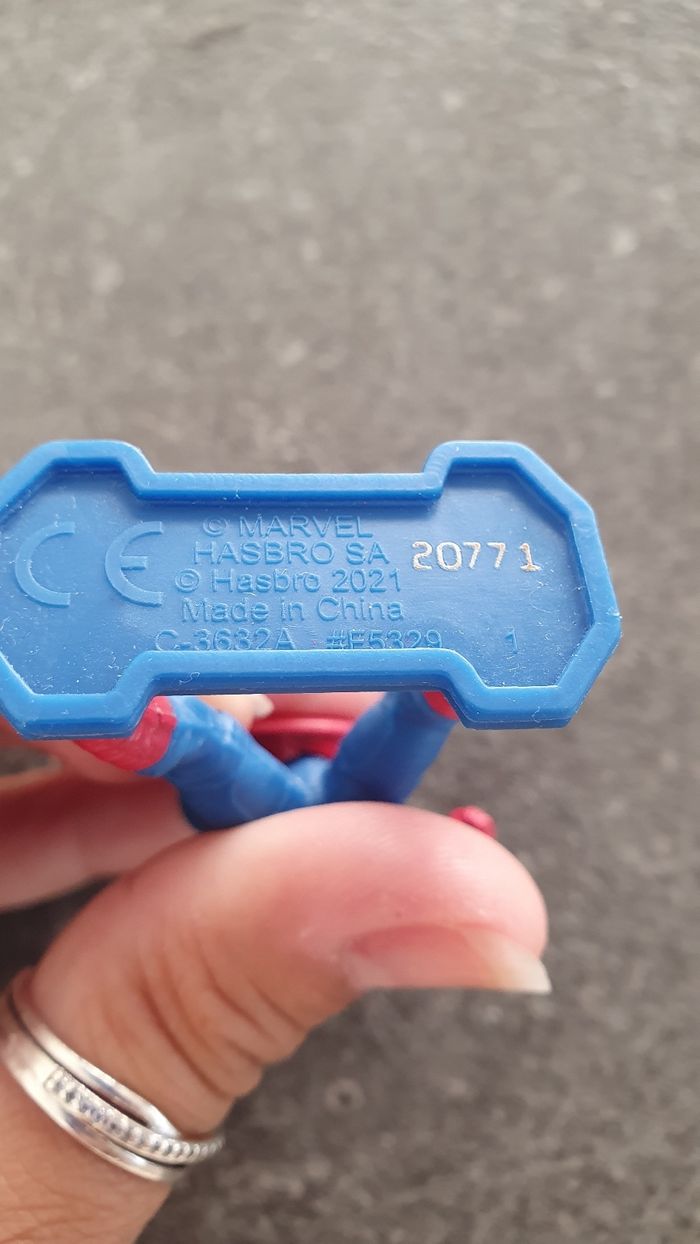 CE
© MARVEL
HASBRO SA
© Hasbro 2021
Made in China
C-3632A #F5329 1
20771